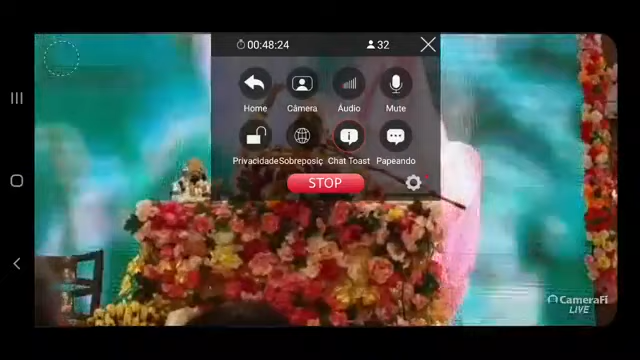 00:48:24 32
Home Câmera Áudio Mute
Privacidade Sobreposiç Chat Toast Papeando
STOP
CameraFi
LIVE